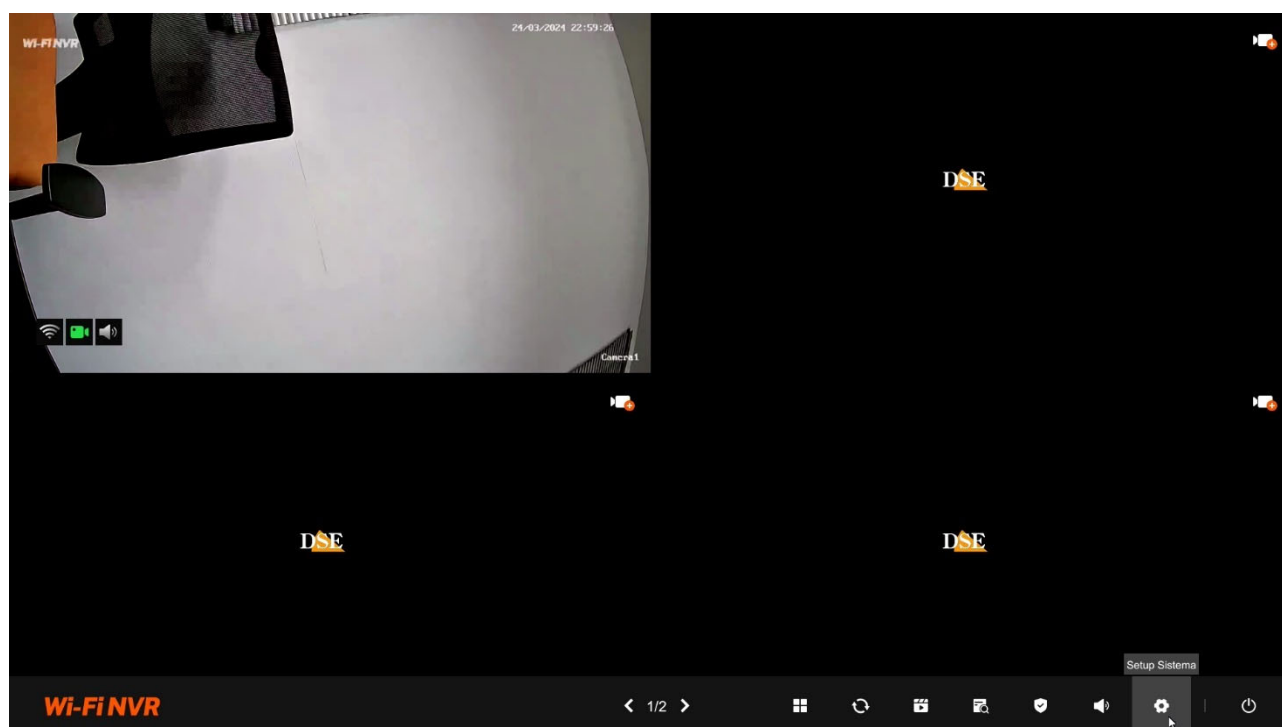 Wi-Fi NVR
24/03/2024 22:59:26
Camera1
DSE
DSE
DSE
Setup Sistema
Wi-Fi NVR
1/2